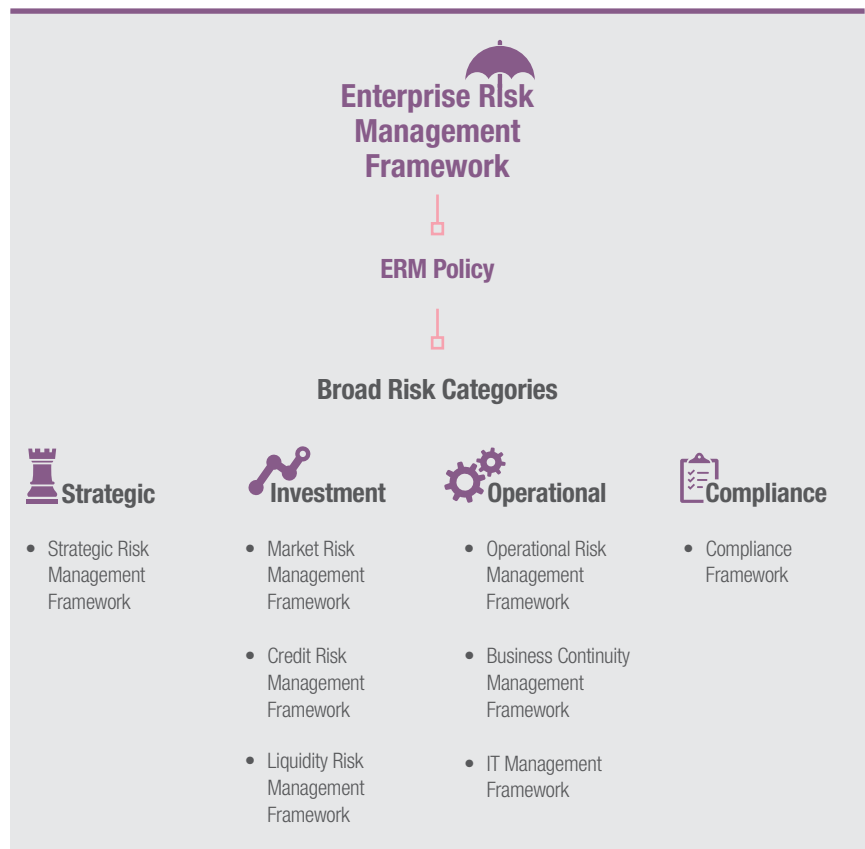 Enterprise Risk
Management
Framework
ERM Policy
Broad Risk Categories
Strategic
• Strategic Risk
Management
Framework
Investment
• Market Risk
Management
Framework
• Credit Risk
Management
Framework
• Liquidity Risk
Management
Framework
Operational
• Operational Risk
Management
Framework
• Business Continuity
Management
Framework
• IT Management
Framework
Compliance
• Compliance
Framework